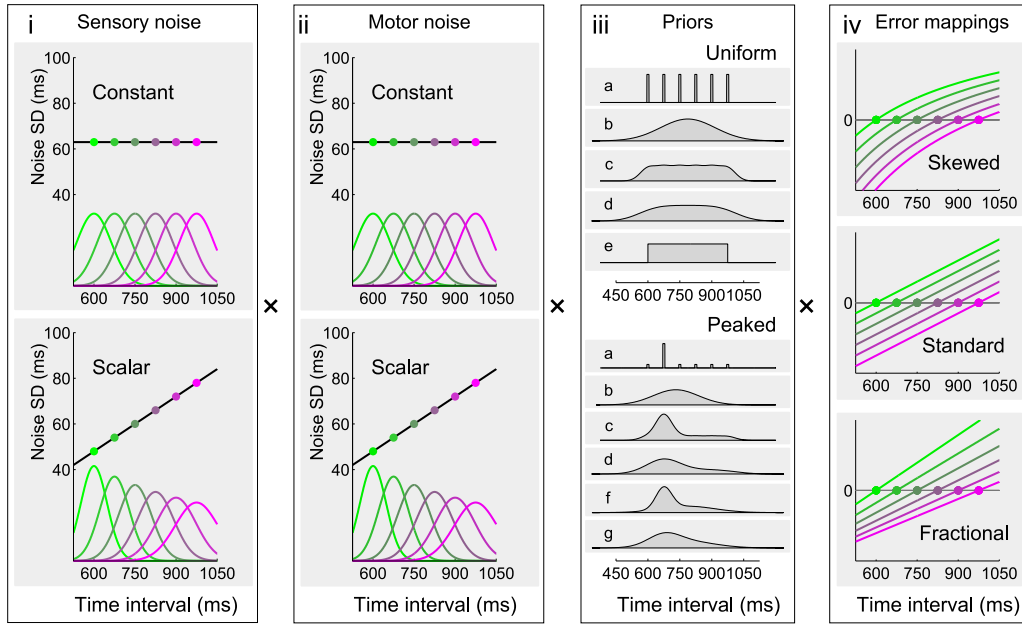 i Sensory noise
Noise SD (ms)
100
80
60
40
Constant
600 750 900 1050
×
Noise SD (ms)
100
80
60
40
Scalar
600 750 900 1050
Time interval (ms)
ii Motor noise
Noise SD (ms)
100
80
60
40
Constant
600 750 900 1050
×
Noise SD (ms)
100
80
60
40
Scalar
600 750 900 1050
Time interval (ms)
iii Priors
Uniform
a
b
c
d
e
450 600 750 900 1050
×
Peaked
a
b
c
d
f
g
450 600 750 900 1050
Time interval (ms)
iv Error mappings
0
Skewed
600 750 900 1050
0
Standard
600 750 900 1050
0
Fractional
600 750 900 1050
Time interval (ms)